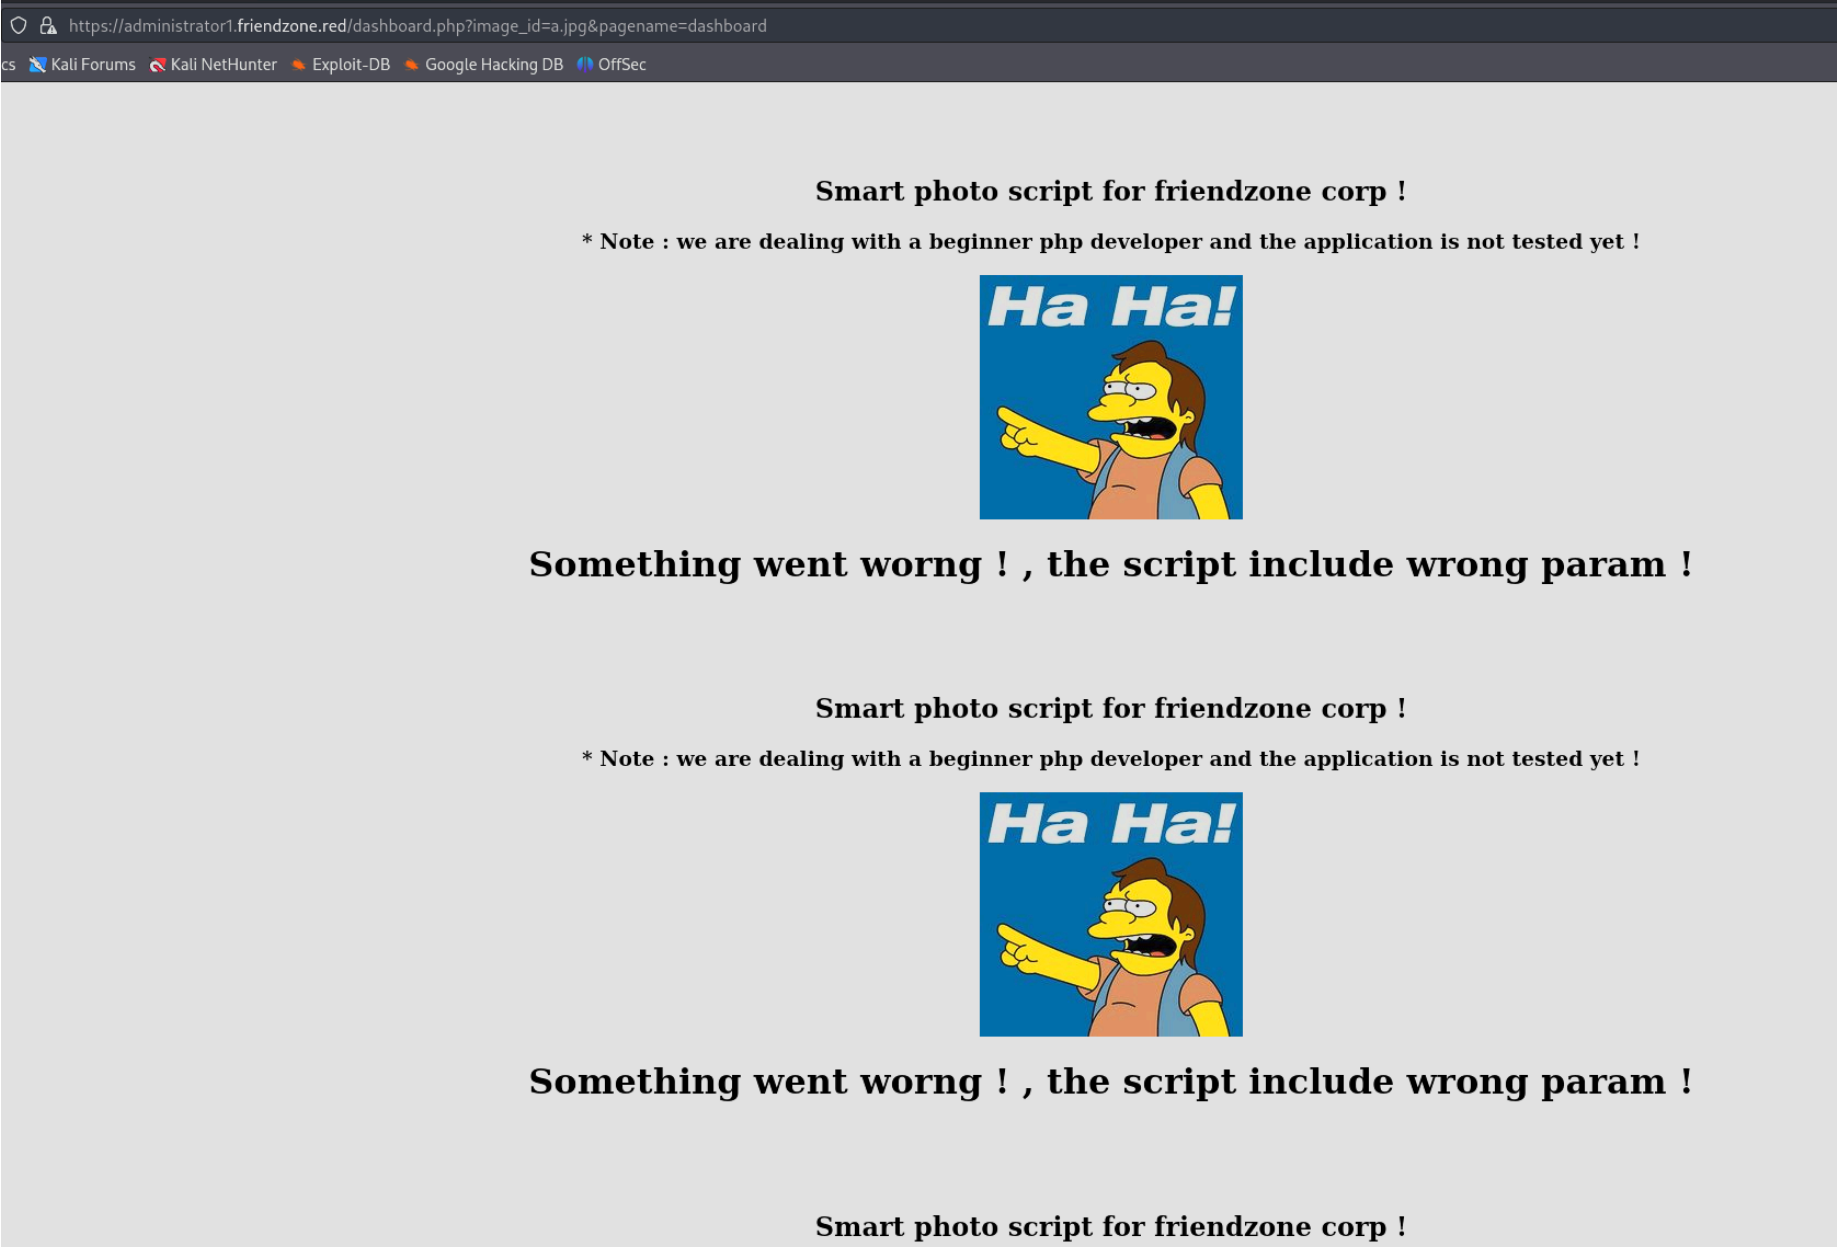 https://administrator1.friendzone.red/dashboard.php?image_id=a.jpg&pagename=dashboard
cs Kali Forums Kali NetHunter Exploit-DB Google Hacking DB OffSec
Smart photo script for friendzone corp !
* Note : we are dealing with a beginner php developer and the application is not tested yet !
Ha Ha!
Something went worng ! , the script include wrong param !
Smart photo script for friendzone corp !
* Note : we are dealing with a beginner php developer and the application is not tested yet !
Ha Ha!
Something went worng ! , the script include wrong param !
Smart photo script for friendzone corp !